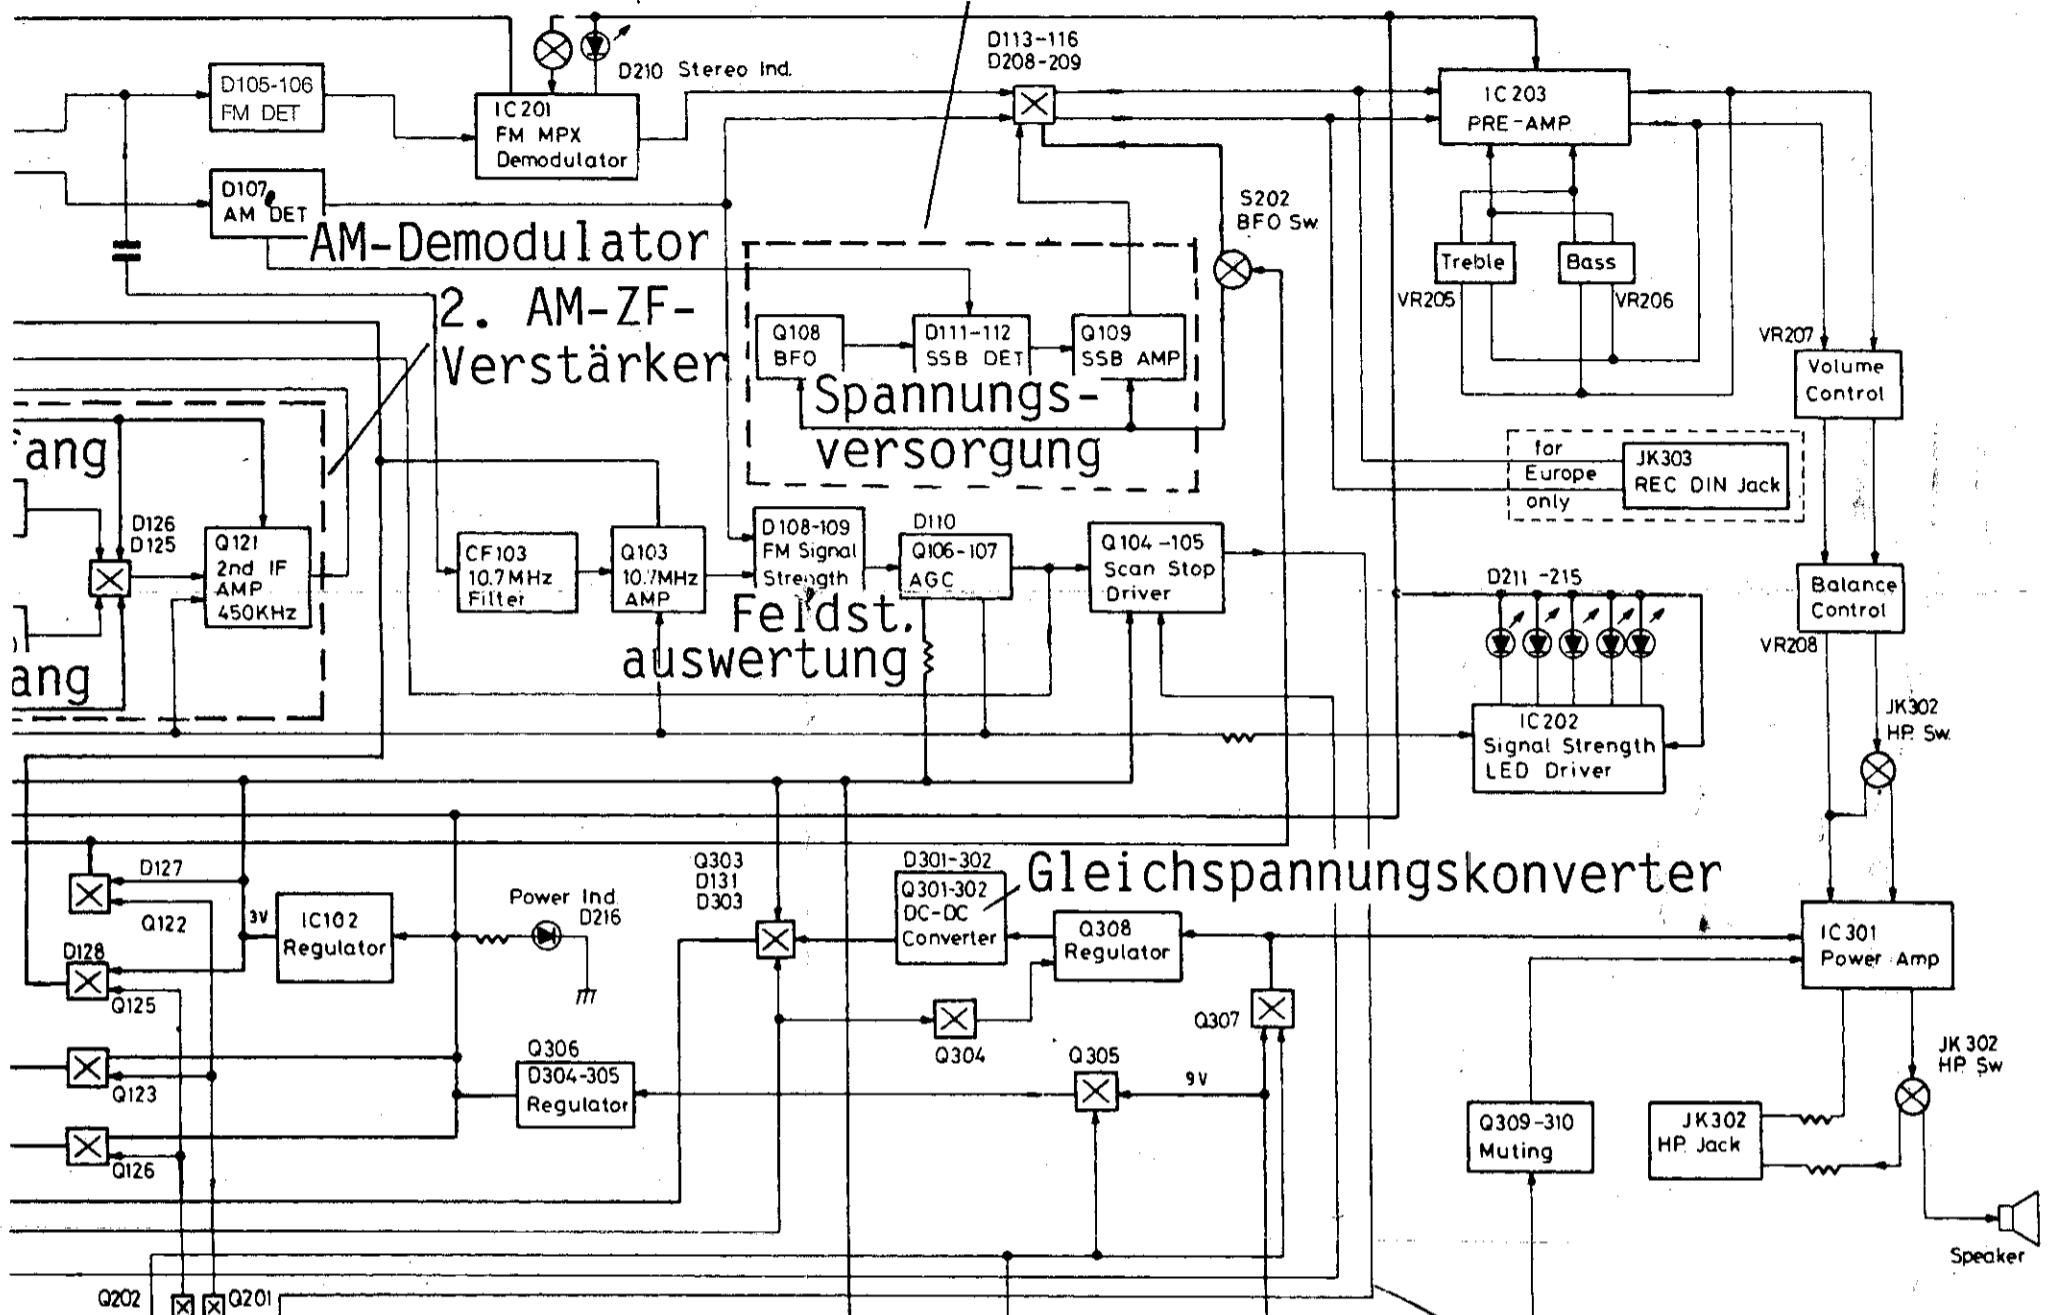 D113-116
D208-209
D210 Stereo Ind.
D105-106
FM DET
IC201
FM MPX
Demodulator
IC203
PRE-AMP
D107
AM DET
AM-Demodulator
S202
BFO Sw.
Treble
Bass
VR205
VR206
2. AM-ZF-
Verstärker
Q108
BFO
D111-112
SSB DET
Q109
SSB AMP
Spannungs-
versorgung
VR207
Volume
Control
fang
for
Europe
only
JK303
REC DIN Jack
D126
D125
Q121
2nd IF
AMP
450KHz
CF103
10.7MHz
Filter
Q103
10.7MHz
AMP
D108-109
FM Signal
Strength
D110
Q106-107
AGC
Q104-105
Scan Stop
Driver
Feldst.
auswertung
D211-215
Balance
Control
VR208
ang
IC202
Signal Strength
LED Driver
JK302
HP. Sw.
D127
Q122
3V
IC102
Regulator
Power Ind.
D216
Q303
D131
D303
D301-302
Q301-302
DC-DC
Converter
Gleichspannungskonverter
Q308
Regulator
IC301
Power Amp
D128
Q125
Q304
Q307
Q306
D304-305
Regulator
Q305
9V
JK302
HP. Sw
Q123
Q126
Q309-310
Muting
JK302
HP. Jack
Speaker
Q202
Q201